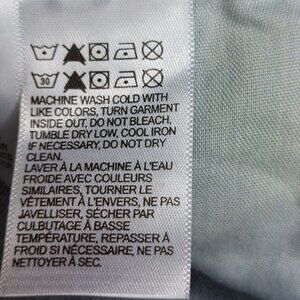 30
MACHINE WASH COLD WITH
LIKE COLORS, TURN GARMENT
INSIDE OUT, DO NOT BLEACH,
TUMBLE DRY LOW, COOL IRON
IF NECESSARY, DO NOT DRY
CLEAN.
LAVER À LA MACHINE À L'EAU
FROIDE AVEC COULEURS
SIMILAIRES, TOURNER LE
VÊTEMENT À L'ENVERS, NE PAS
JAVELLISER, SÉCHER PAR
CULBUTAGE À BASSE
TEMPÉRATURE, REPASSER À
FROID SI NÉCESSAIRE, NE PAS
NETTOYER À SEC.